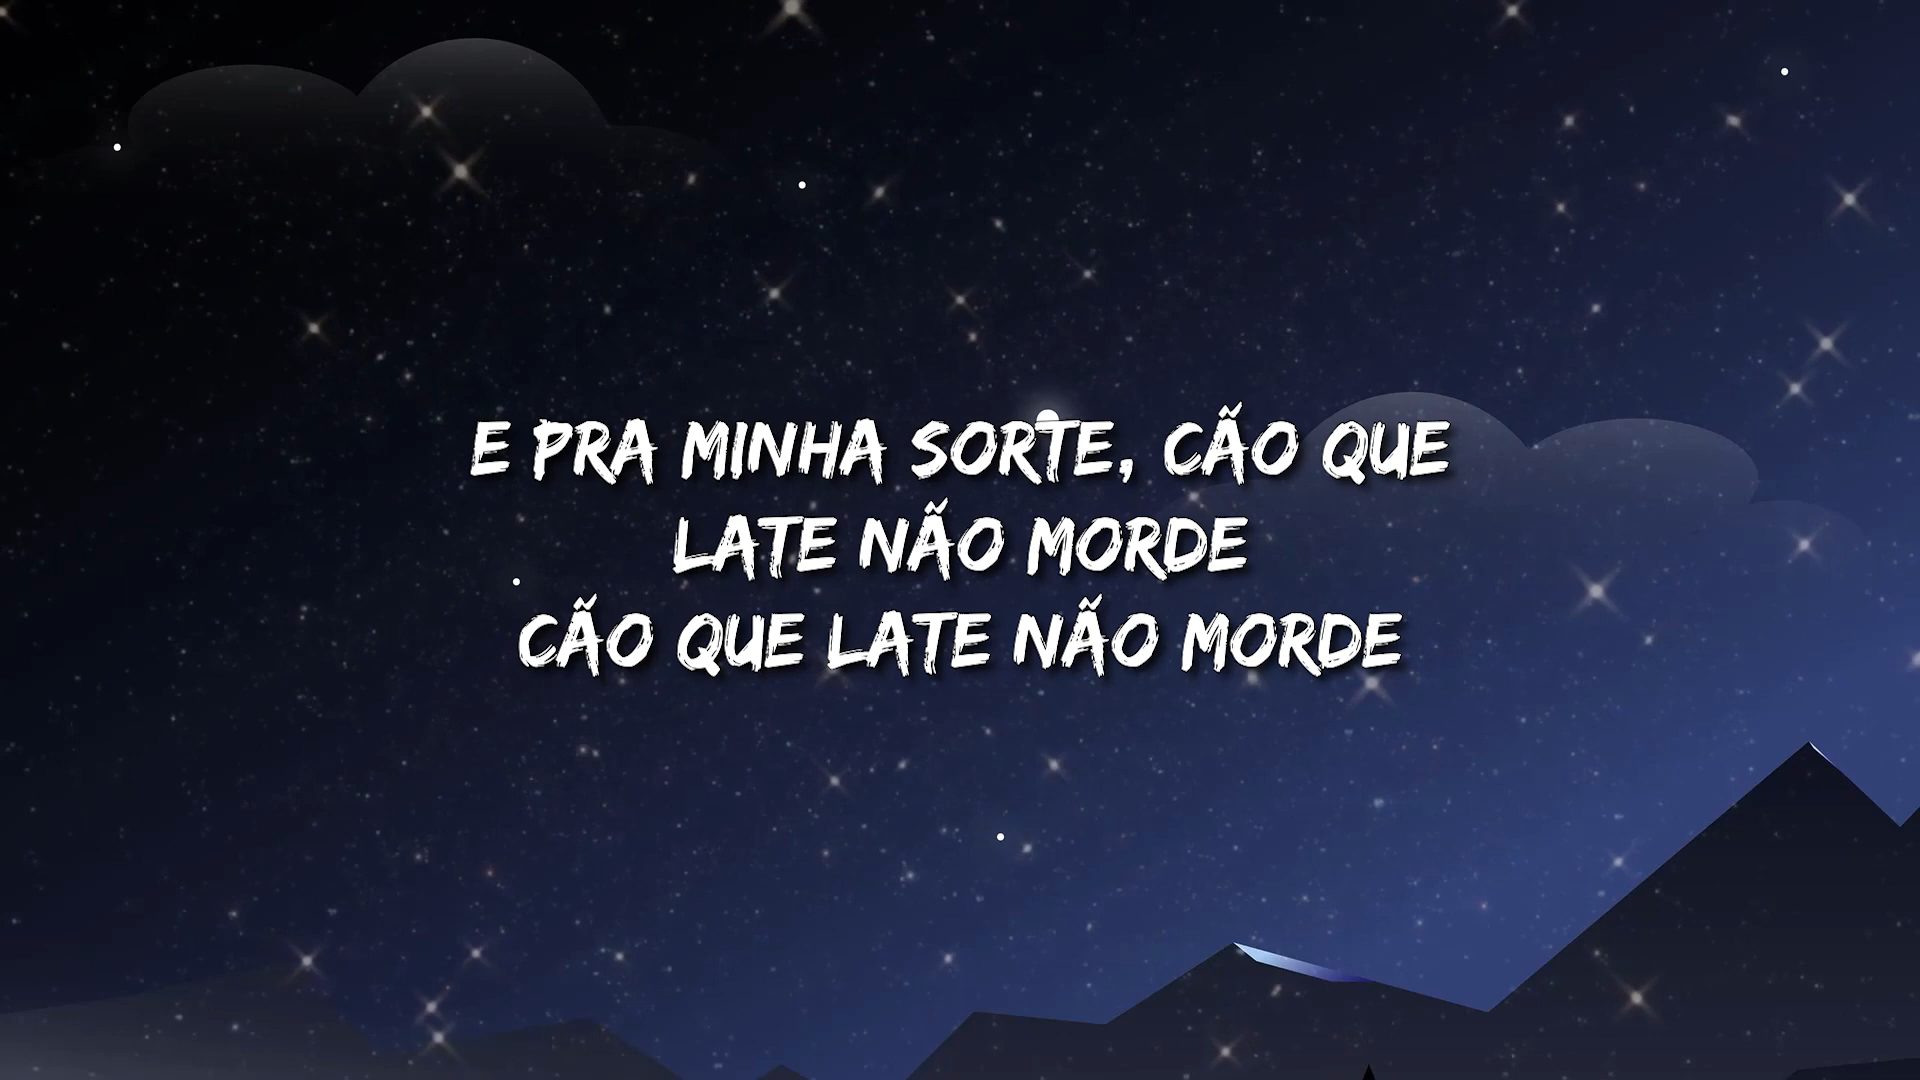 E PRA MINHA SORTE, CÃO QUE
LATE NÃO MORDE
CÃO QUE LATE NÃO MORDE